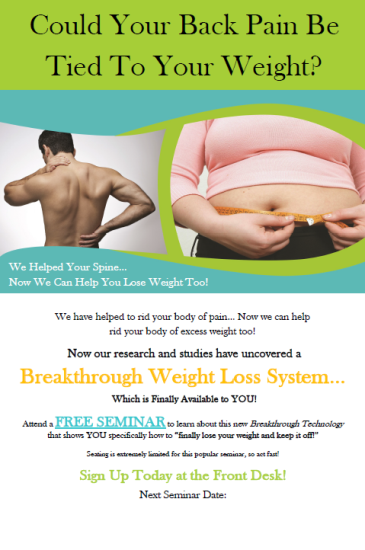 Could Your Back Pain Be
Tied To Your Weight?
We Helped Your Spine...
Now We Can Help You Lose Weight Too!
We have helped to rid your body of pain... Now we can help
rid your body of excess weight too!
Now our research and studies have uncovered a
Breakthrough Weight Loss System...
Which is Finally Available to YOU!
Attend a FREE SEMINAR to learn about this new Breakthrough Technology
that shows YOU specifically how to "finally lose your weight and keep it off!"
Seating is extremely limited for this popular seminar, so act fast!
Sign Up Today at the Front Desk!
Next Seminar Date: